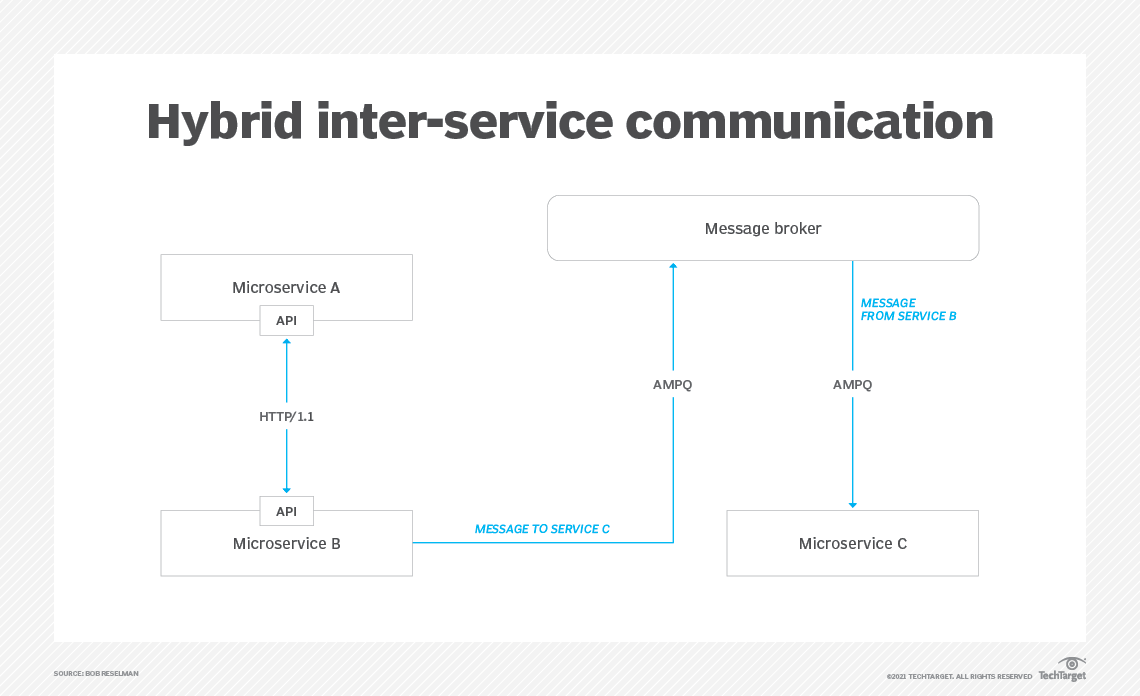 Hybrid inter-service communication
Message broker
Microservice A
API
MESSAGE
FROM SERVICE B
AMPQ
AMPQ
HTTP/1.1
API
Microservice B
MESSAGE TO SERVICE C
Microservice C
SOURCE: BOB RESELMAN
©2021 TECHTARGET. ALL RIGHTS RESERVED
TechTarget